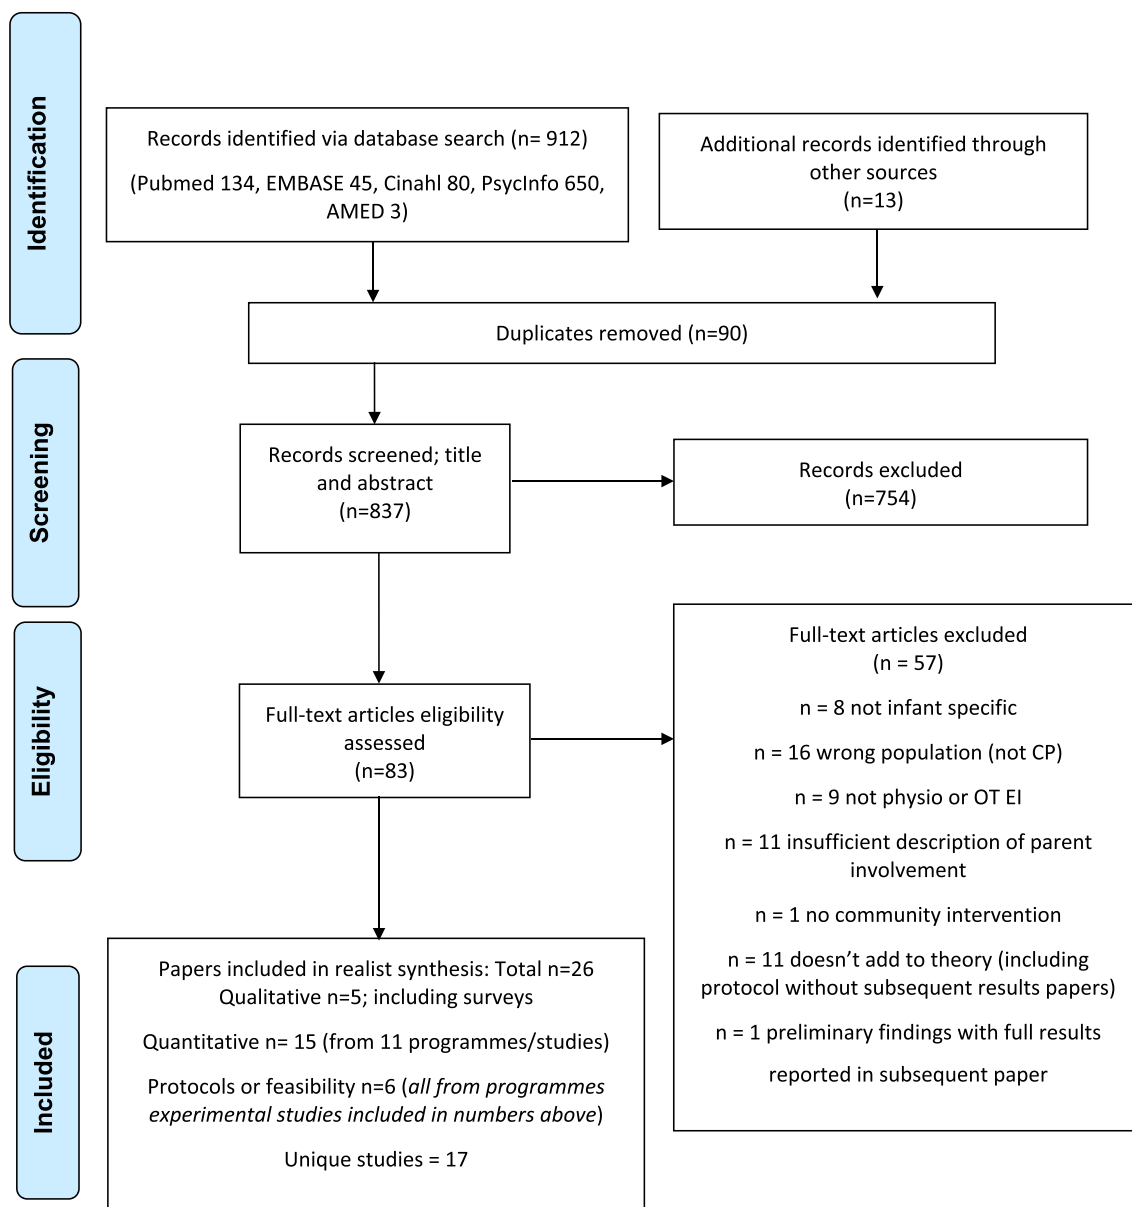 Identification
Records identified via database search (n= 912)
(Pubmed 134, EMBASE 45, Cinahl 80, PsycInfo 650,
AMED 3)
Additional records identified through
other sources
(n=13)
Duplicates removed (n=90)
Screening
Records screened; title
and abstract
(n=837)
Records excluded
(n=754)
Eligibility
Full-text articles eligibility
assessed
(n=83)
Full-text articles excluded
(n = 57)
n = 8 not infant specific
n = 16 wrong population (not CP)
n = 9 not physio or OT EI
n = 11 insufficient description of parent
involvement
n = 1 no community intervention
n = 11 doesn’t add to theory (including
protocol without subsequent results papers)
n = 1 preliminary findings with full results
reported in subsequent paper
Included
Papers included in realist synthesis: Total n=26
Qualitative n=5; including surveys
Quantitative n= 15 (from 11 programmes/studies)
Protocols or feasibility n=6 (all from programmes
experimental studies included in numbers above)
Unique studies = 17